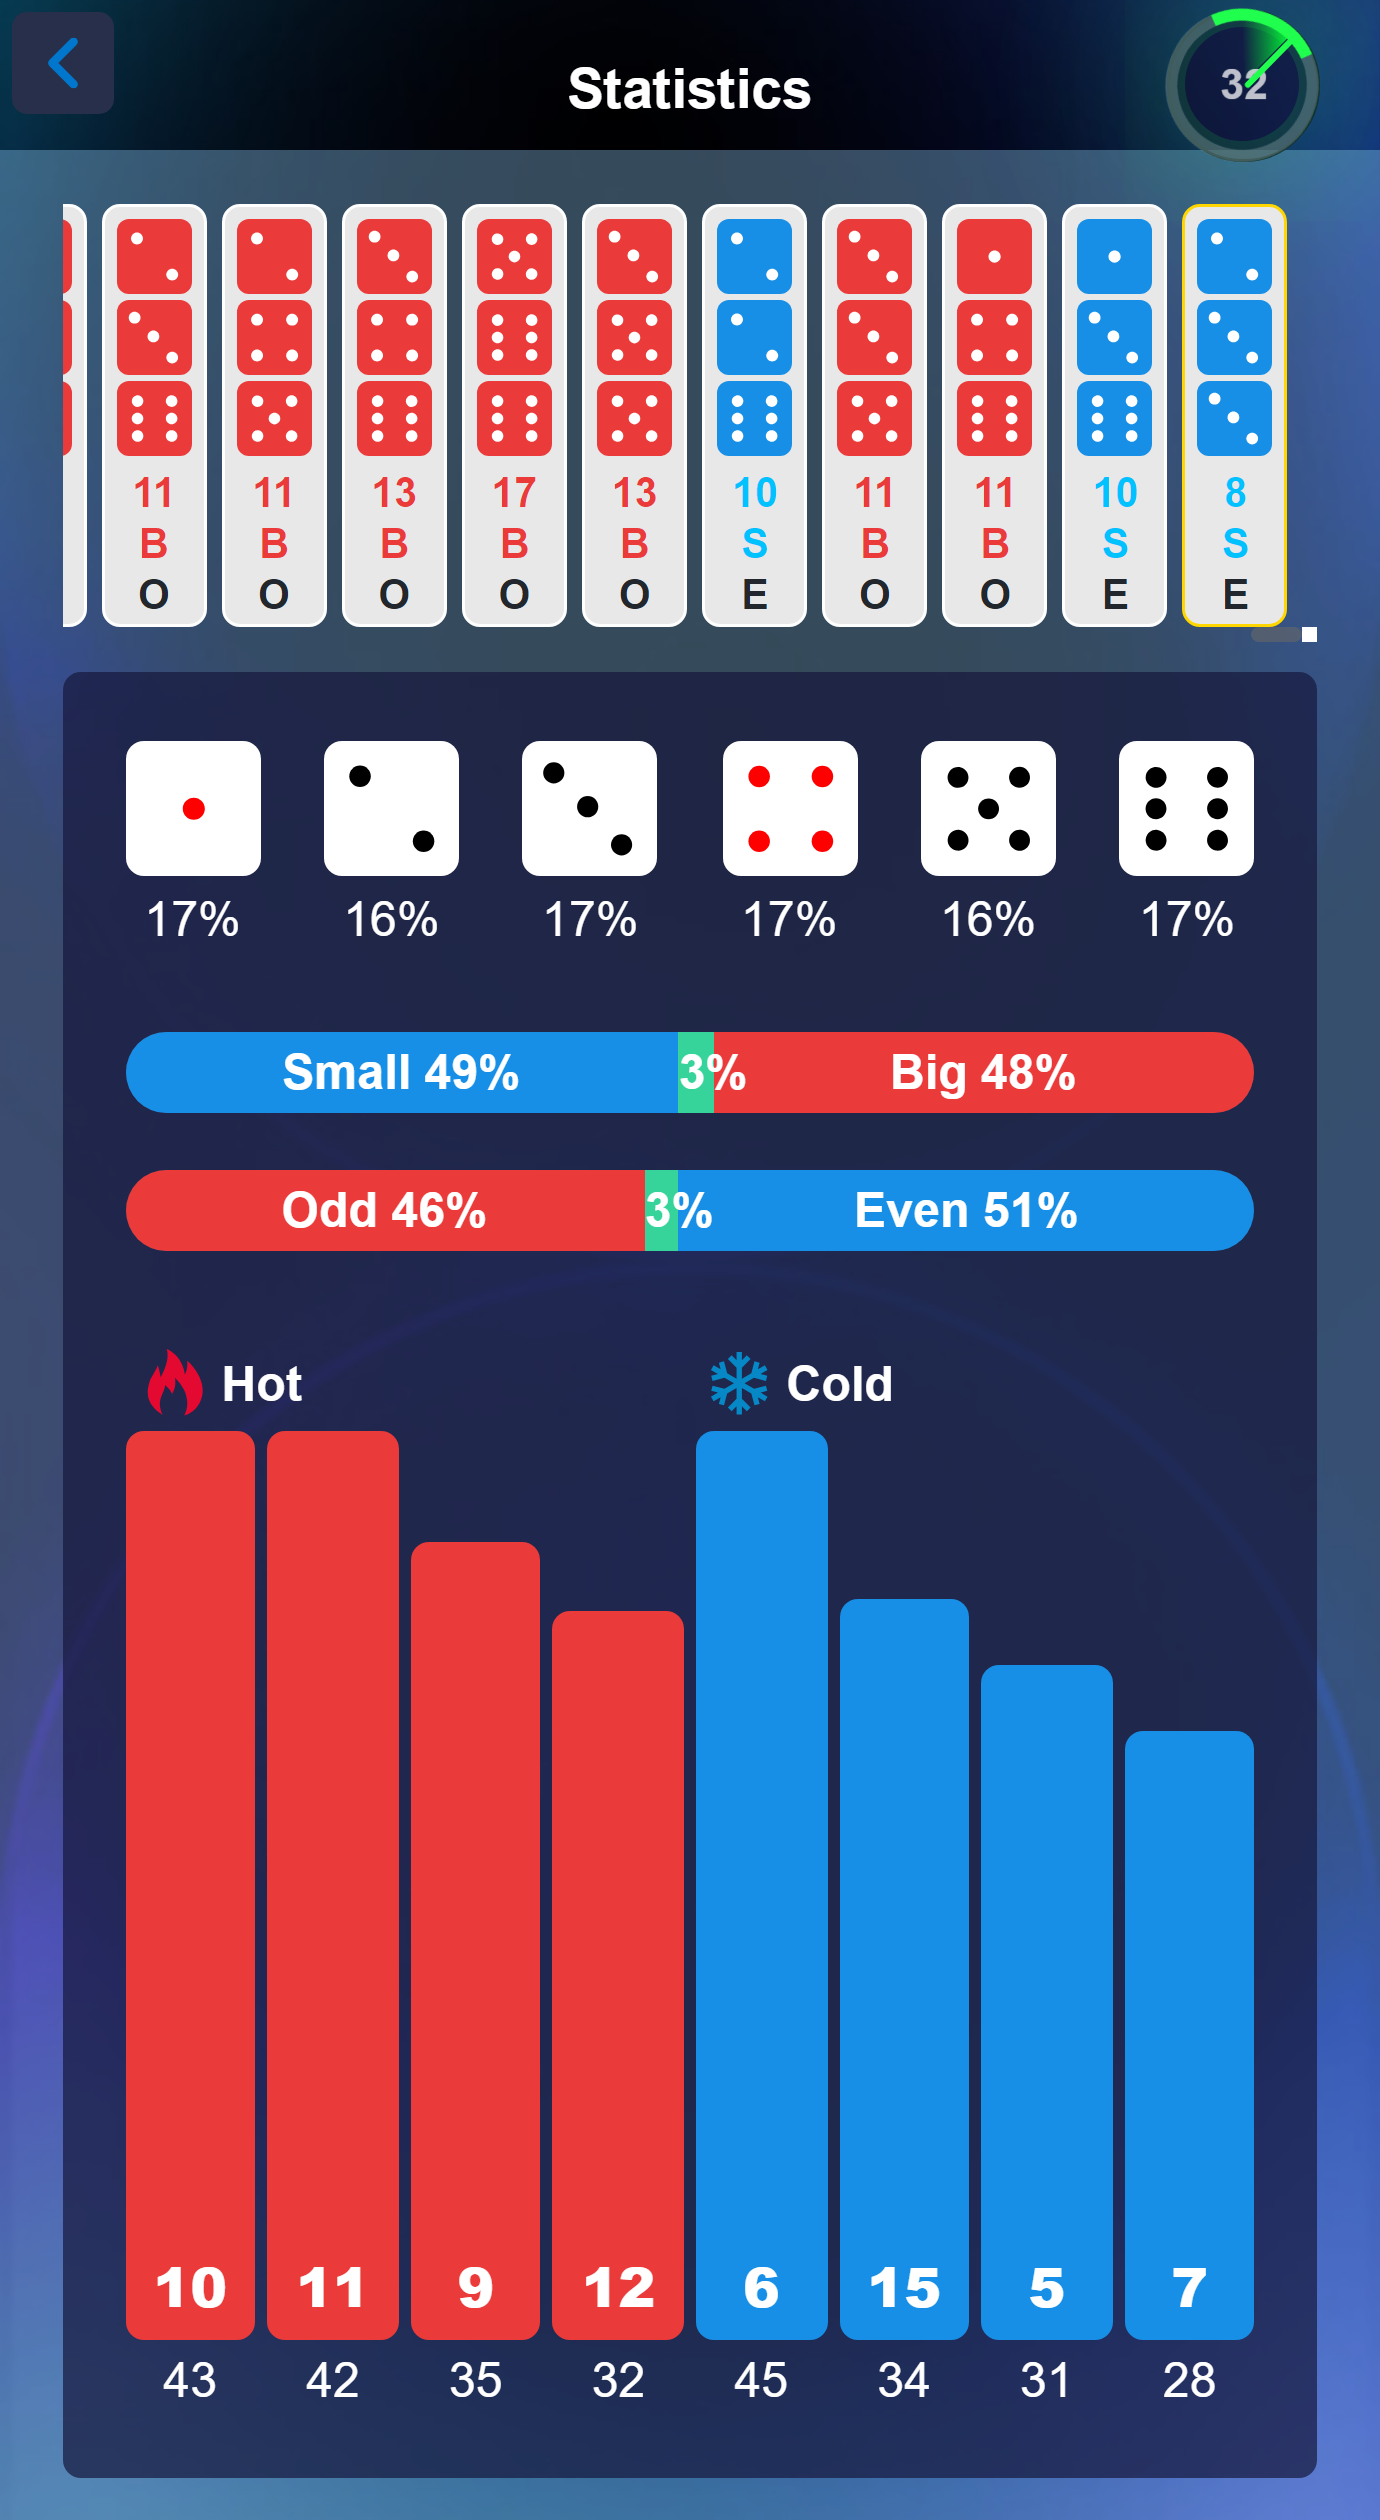 Statistics
32
11 11 13 17 13 10 11 11 10 8
B B B B B S B B S S
O O O O O E O O E E
17% 16% 17% 17% 16% 17%
Small 49% 3% Big 48%
Odd 46% 3% Even 51%
Hot Cold
10 11 9 12 6 15 5 7
43 42 35 32 45 34 31 28